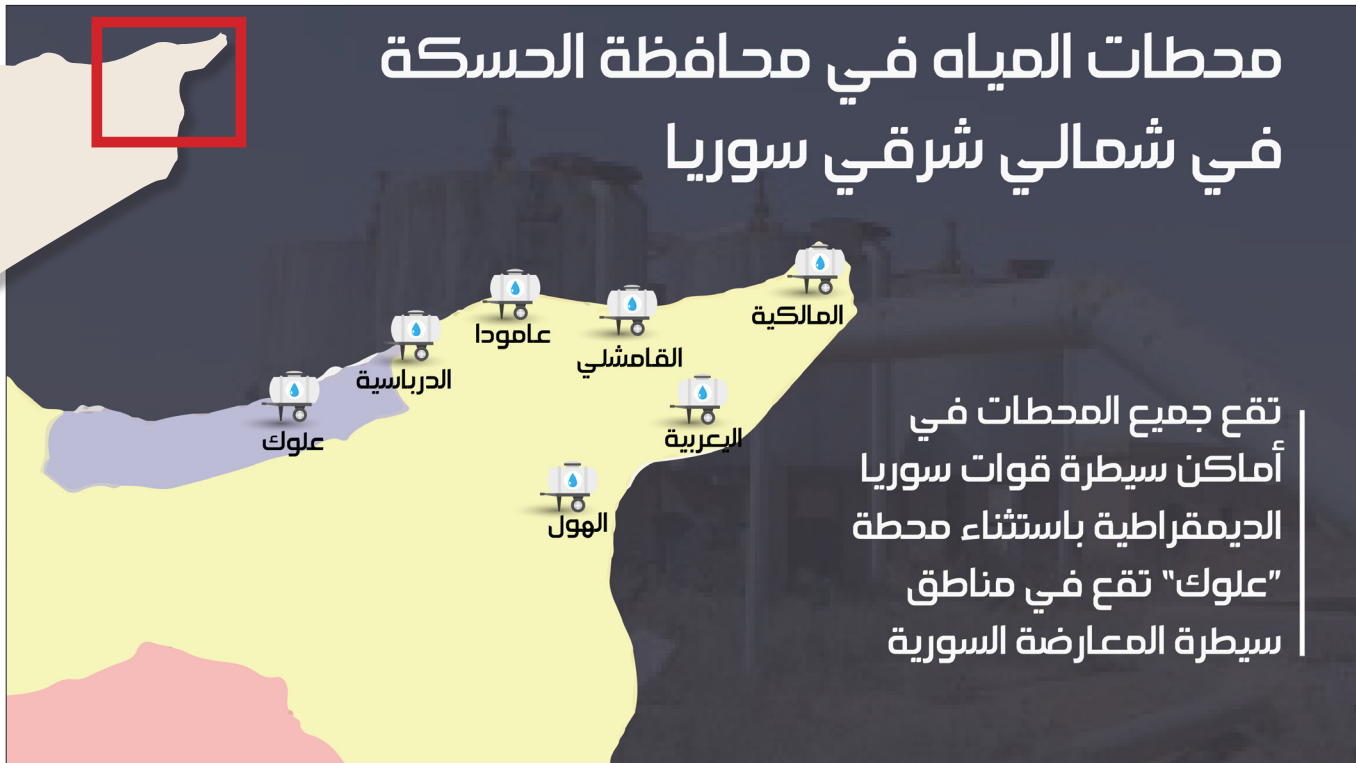 محطات المياه في محافظة الحسكة
في شمالي شرقي سوريا
المالكية
عامودا
القامشلي
الدرباسية
علوك
اليعربية
الهول
تقع جميع المحطات في
أماكن سيطرة قوات سوريا
الديمقراطية باستثناء محطة
"علوك" تقع في مناطق
سيطرة المعارضة السورية